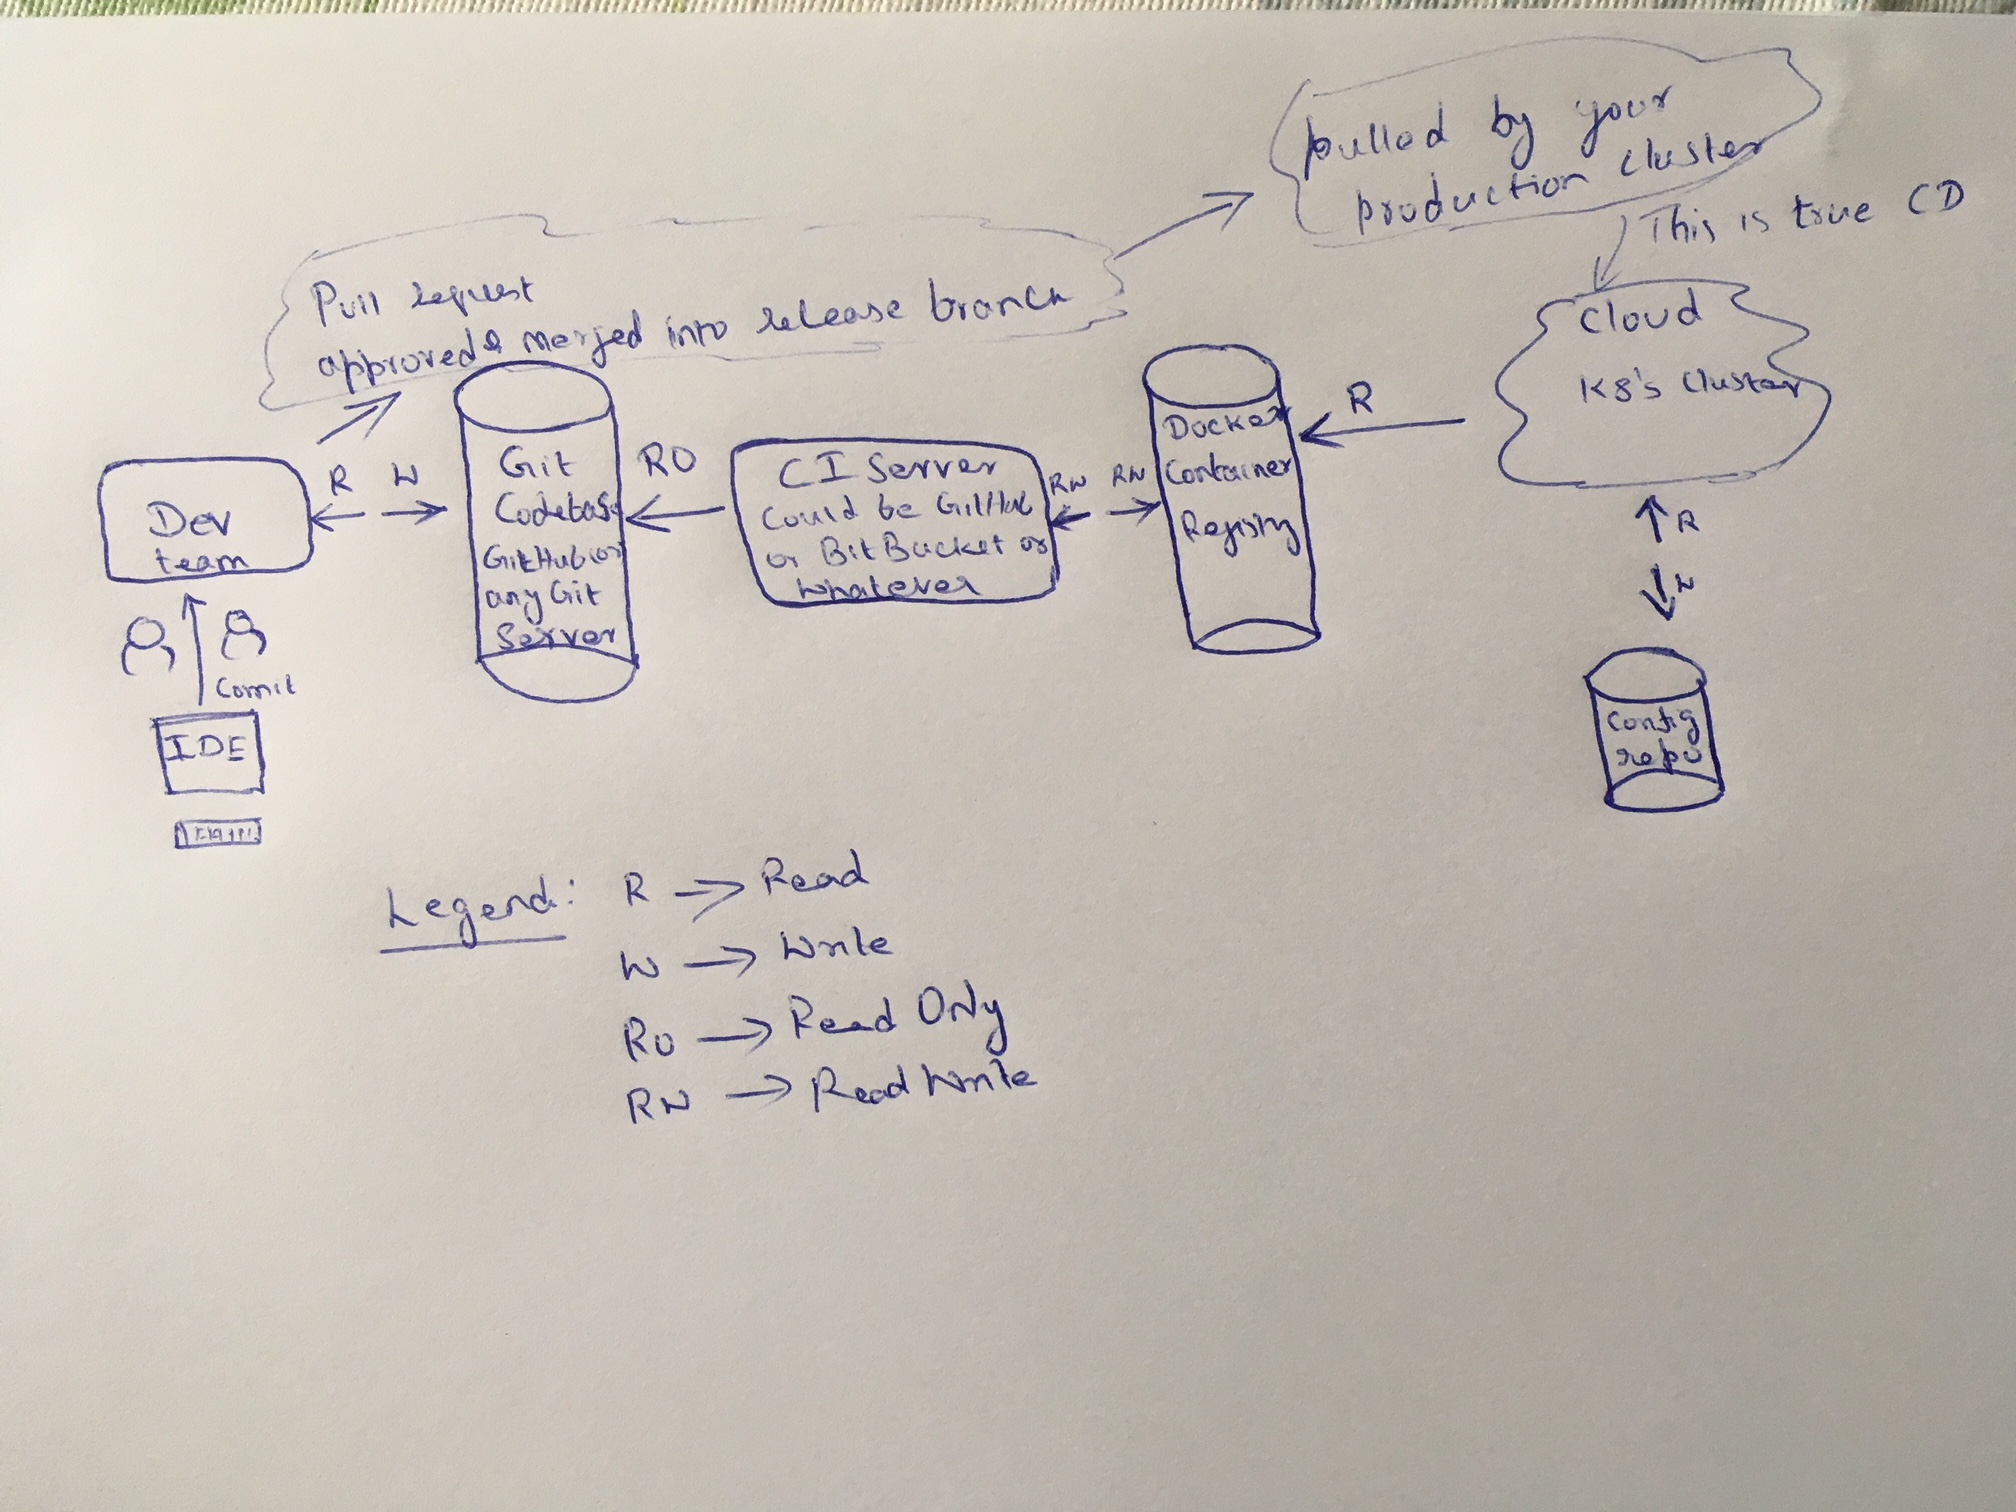 pulled by your
production cluster
This is true CD
Pull request
approved & merged into release branch
Cloud
K8's Cluster
R
Docker
Container
Registry
RW RW
CI Server
Could be GitHub
or BitBucket or
whatever
RO
Git
Codebase
GitHub or
any Git
Server
R W
Dev
team
Comit
IDE
R
W
Config
repo
Legend:
R → Read
W → Write
RO → Read Only
RW → Read Write